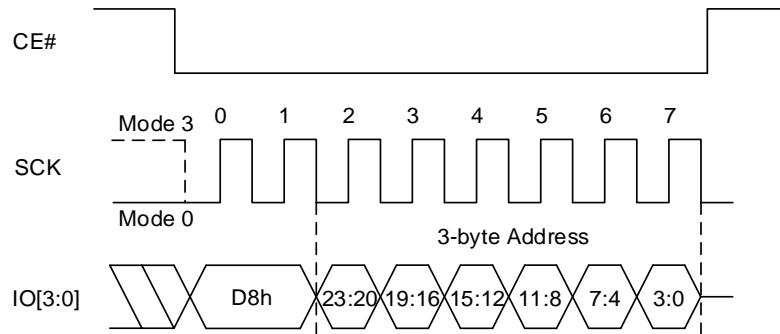 CE#
0 1 2 3 4 5 6 7
Mode 3
SCK
Mode 0
3-byte Address
IO[3:0] D8h 23:20 19:16 15:12 11:8 7:4 3:0